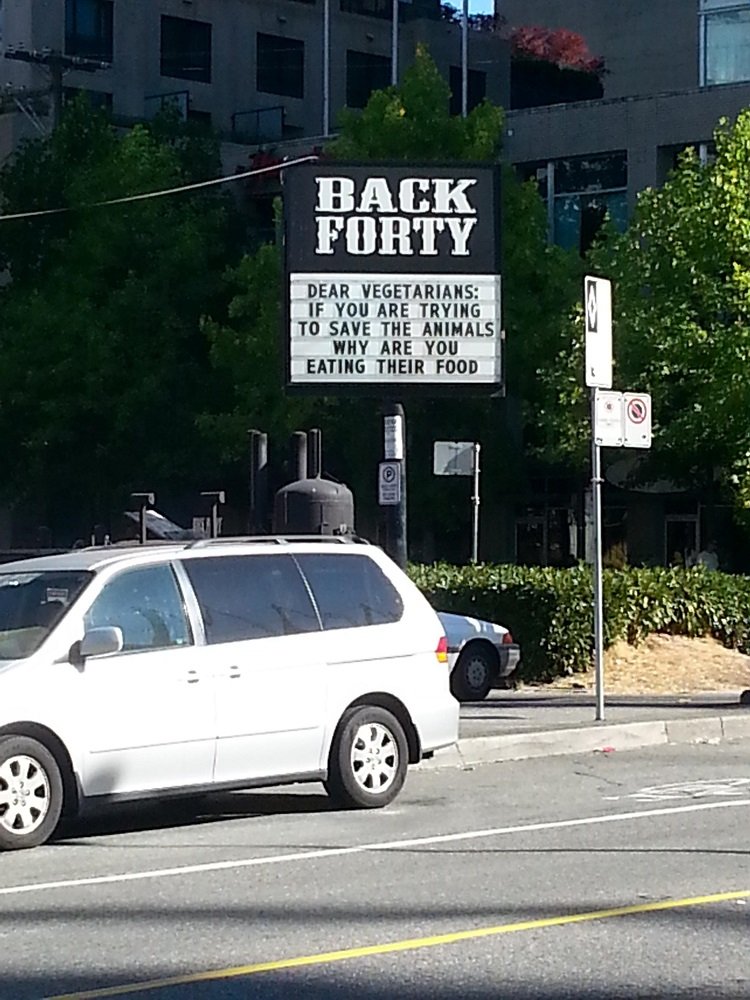 BACK
FORTY
DEAR VEGETARIANS:
IF YOU ARE TRYING
TO SAVE THE ANIMALS
WHY ARE YOU
EATING THEIR FOOD
P